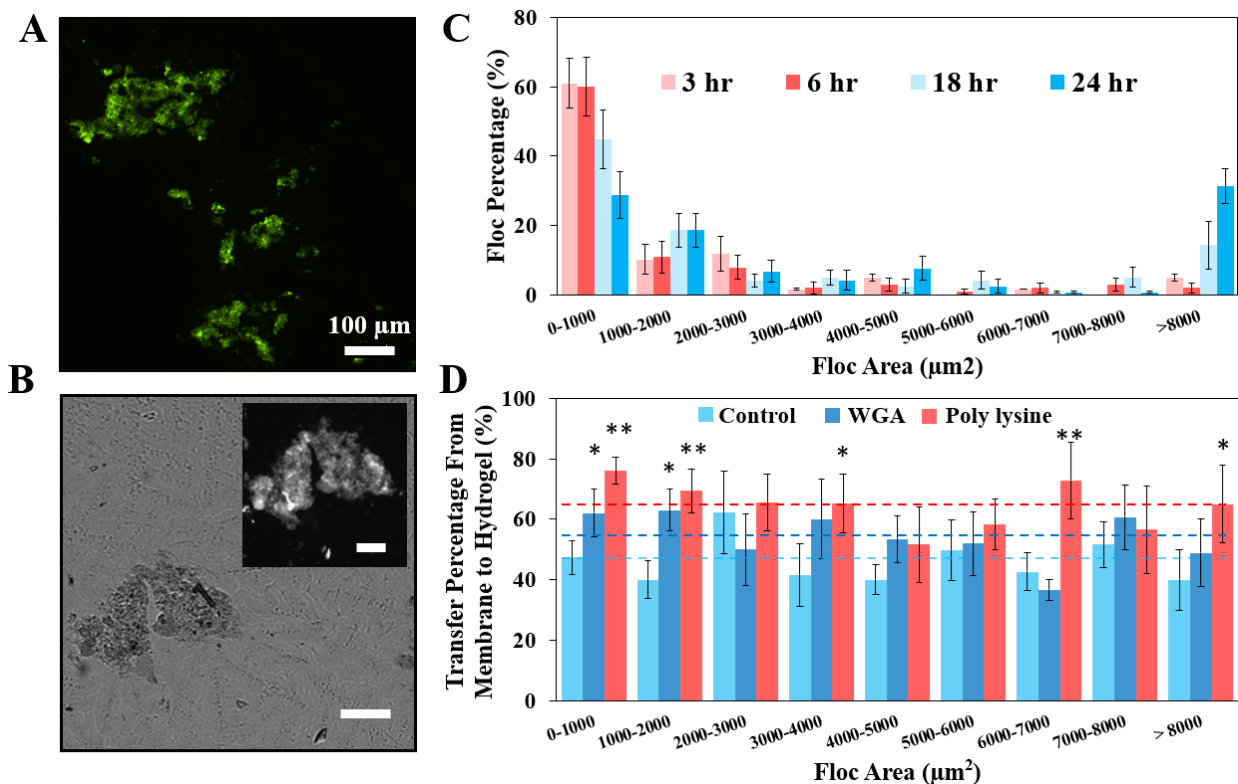 A
100 µm
B
C
Floc Percentage (%)
80
60
40
20
0
3 hr 6 hr 18 hr 24 hr
0-1000 1000-2000 2000-3000 3000-4000 4000-5000 5000-6000 6000-7000 7000-8000 >8000
Floc Area (µm2)
D
Transfer Percentage From
Membrane to Hydrogel (%)
100
80
60
40
20
0
Control WGA Poly lysine
* ** * ** * ** *
0-1000 1000-2000 2000-3000 3000-4000 4000-5000 5000-6000 6000-7000 7000-8000 > 8000
Floc Area (µm²)